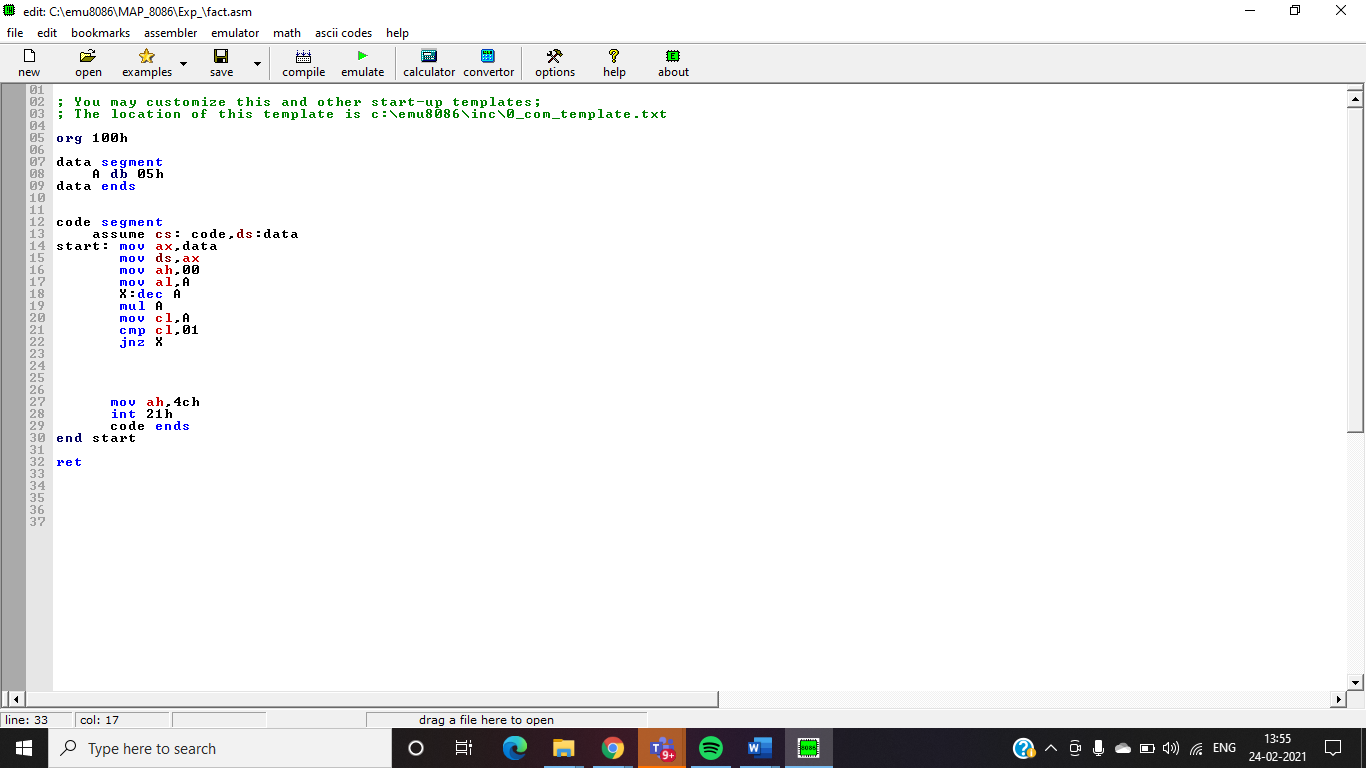 edit: C:\emu8086\MAP_8086\Exp_\fact.asm
file edit bookmarks assembler emulator math ascii codes help
new open examples save compile emulate calculator convertor options help about
01
02 ; You may customize this and other start-up templates;
03 ; The location of this template is c:\emu8086\inc\0_com_template.txt
04
05 org 100h
06
07 data segment
08 A db 05h
09 data ends
10
11
12 code segment
13 assume cs: code,ds:data
14 start: mov ax,data
15 mov ds,ax
16 mov ah,00
17 mov al,A
18 X:dec A
19 mul A
20 mov cl,A
21 cmp cl,01
22 jnz X
23
24
25
26
27 mov ah,4ch
28 int 21h
29 code ends
30 end start
31
32 ret
33
34
35
36
37
line: 33 col: 17 drag a file here to open
Type here to search 9+ W 8086 ENG 13:55
24-02-2021